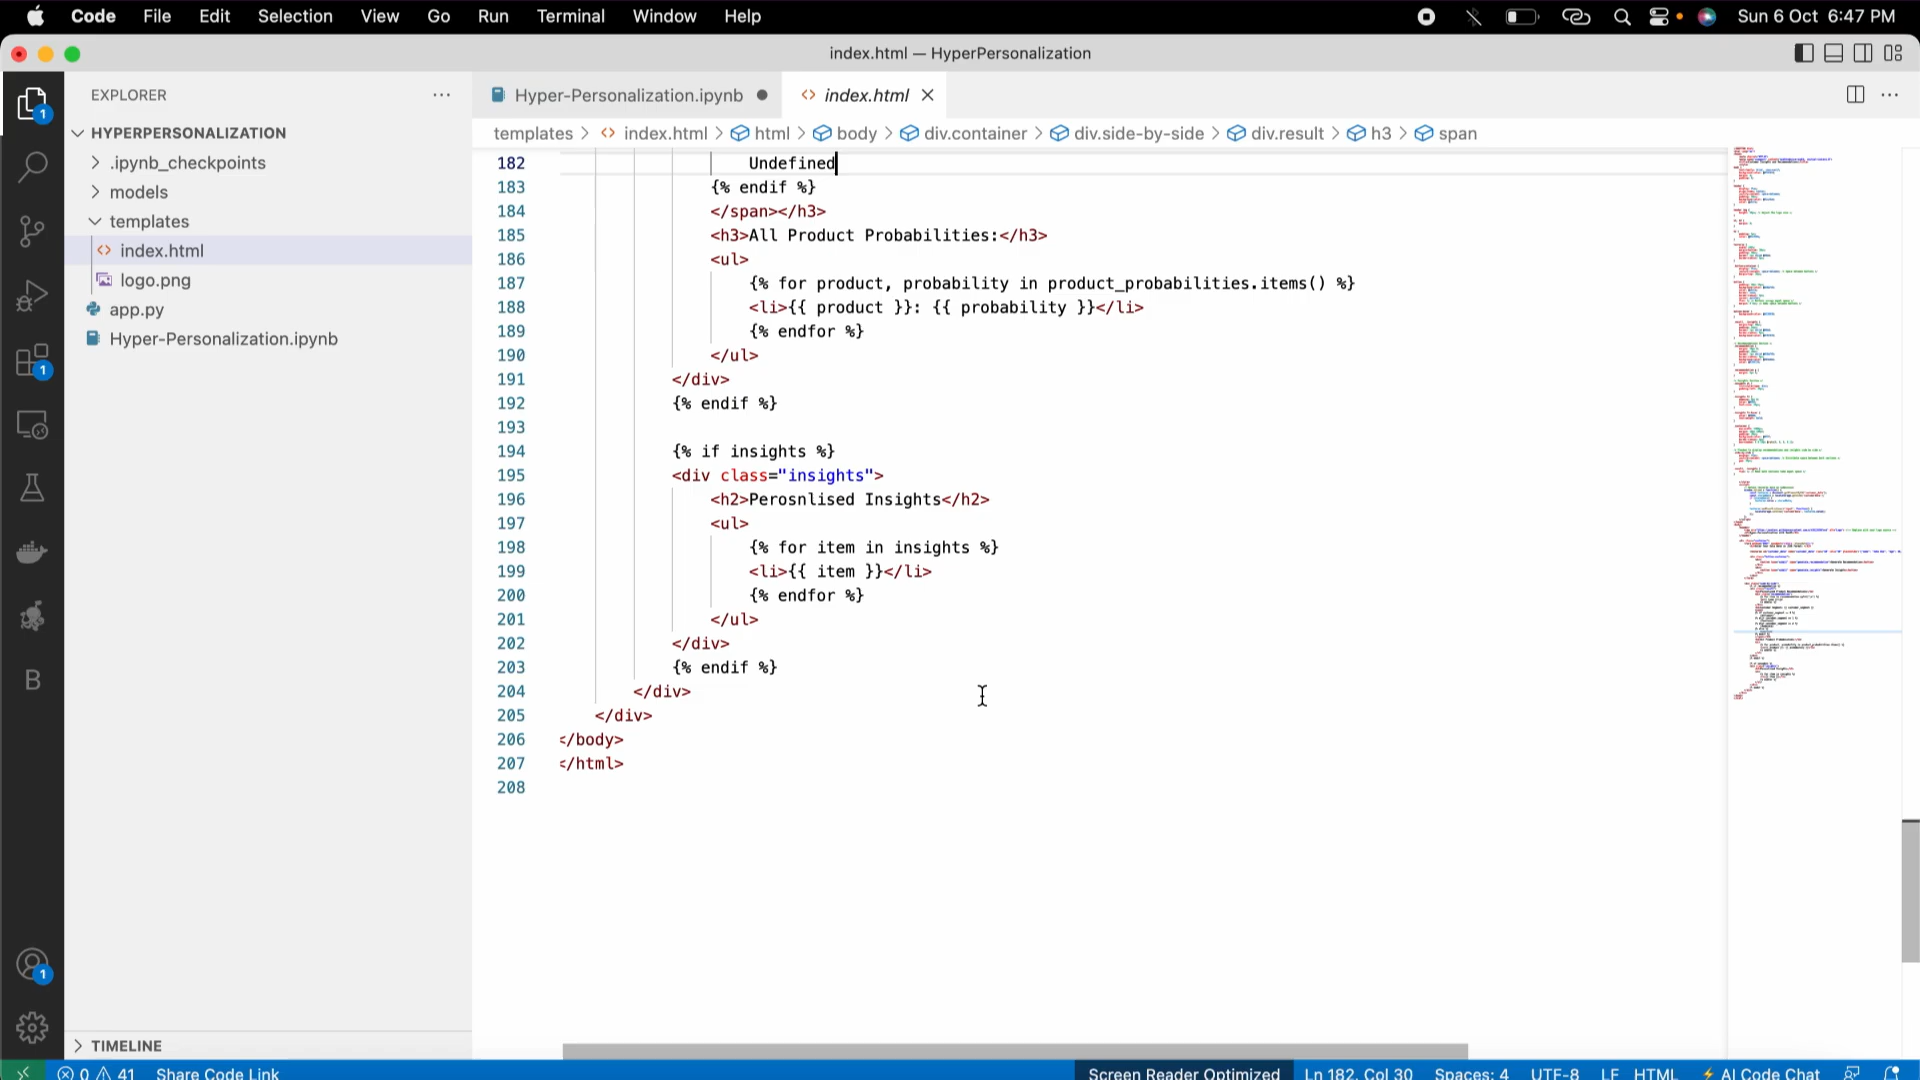 Code File Edit Selection View Go Run Terminal Window Help Sun 6 Oct 6:47 PM
index.html — HyperPersonalization
EXPLORER
HYPERPERSONALIZATION
.ipynb_checkpoints
models
templates
index.html
logo.png
app.py
Hyper-Personalization.ipynb
TIMELINE
1
1
B
1
Hyper-Personalization.ipynb index.html
templates > index.html > html > body > div.container > div.side-by-side > div.result > h3 > span
182 Undefined
183 {% endif %}
184 </span></h3>
185 <h3>All Product Probabilities:</h3>
186 <ul>
187 {% for product, probability in product_probabilities.items() %}
188 <li>{{ product }}: {{ probability }}</li>
189 {% endfor %}
190 </ul>
191 </div>
192 {% endif %}
193
194 {% if insights %}
195 <div class="insights">
196 <h2>Perosnlised Insights</h2>
197 <ul>
198 {% for item in insights %}
199 <li>{{ item }}</li>
200 {% endfor %}
201 </ul>
202 </div>
203 {% endif %}
204 </div>
205 </div>
206 </body>
207 </html>
208
0 41 Share Code Link Screen Reader Optimized Ln 182, Col 30 Spaces: 4 UTF-8 LF HTML AI Code Chat